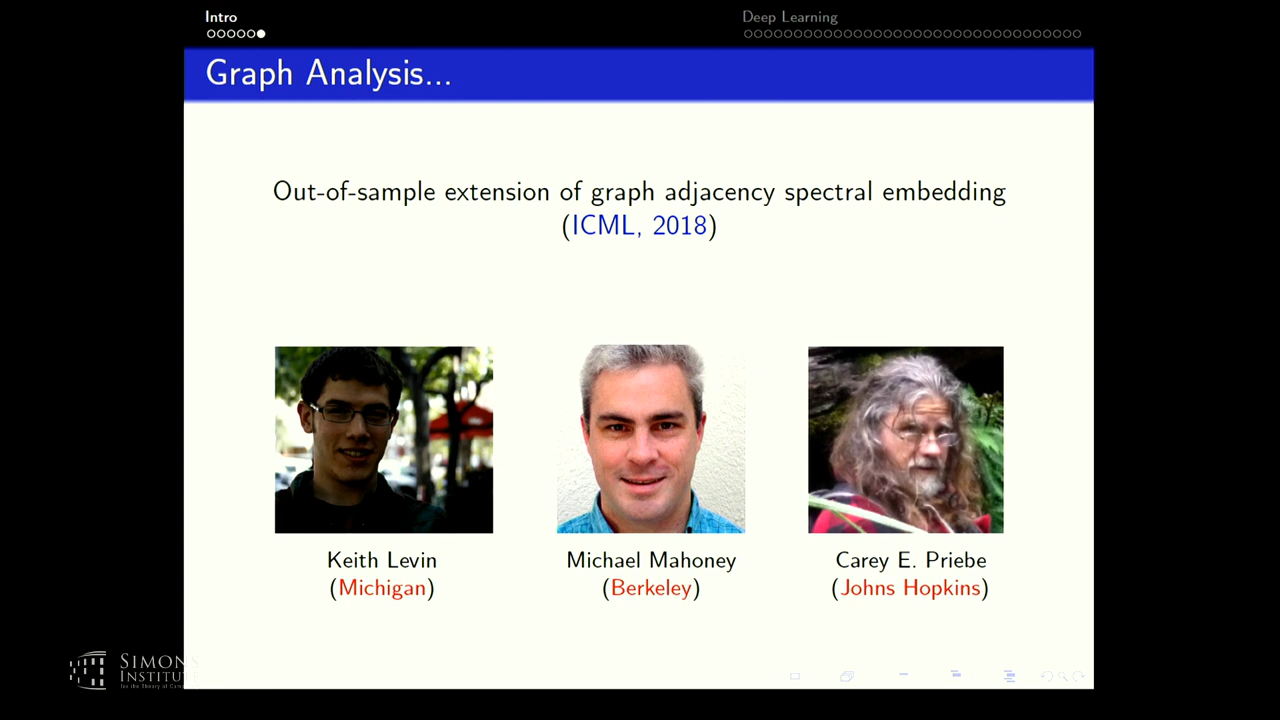 Intro
Deep Learning
Graph Analysis...
Out-of-sample extension of graph adjacency spectral embedding
(ICML, 2018)
Keith Levin
(Michigan)
Michael Mahoney
(Berkeley)
Carey E. Priebe
(Johns Hopkins)
SIMONS
INSTITUTE